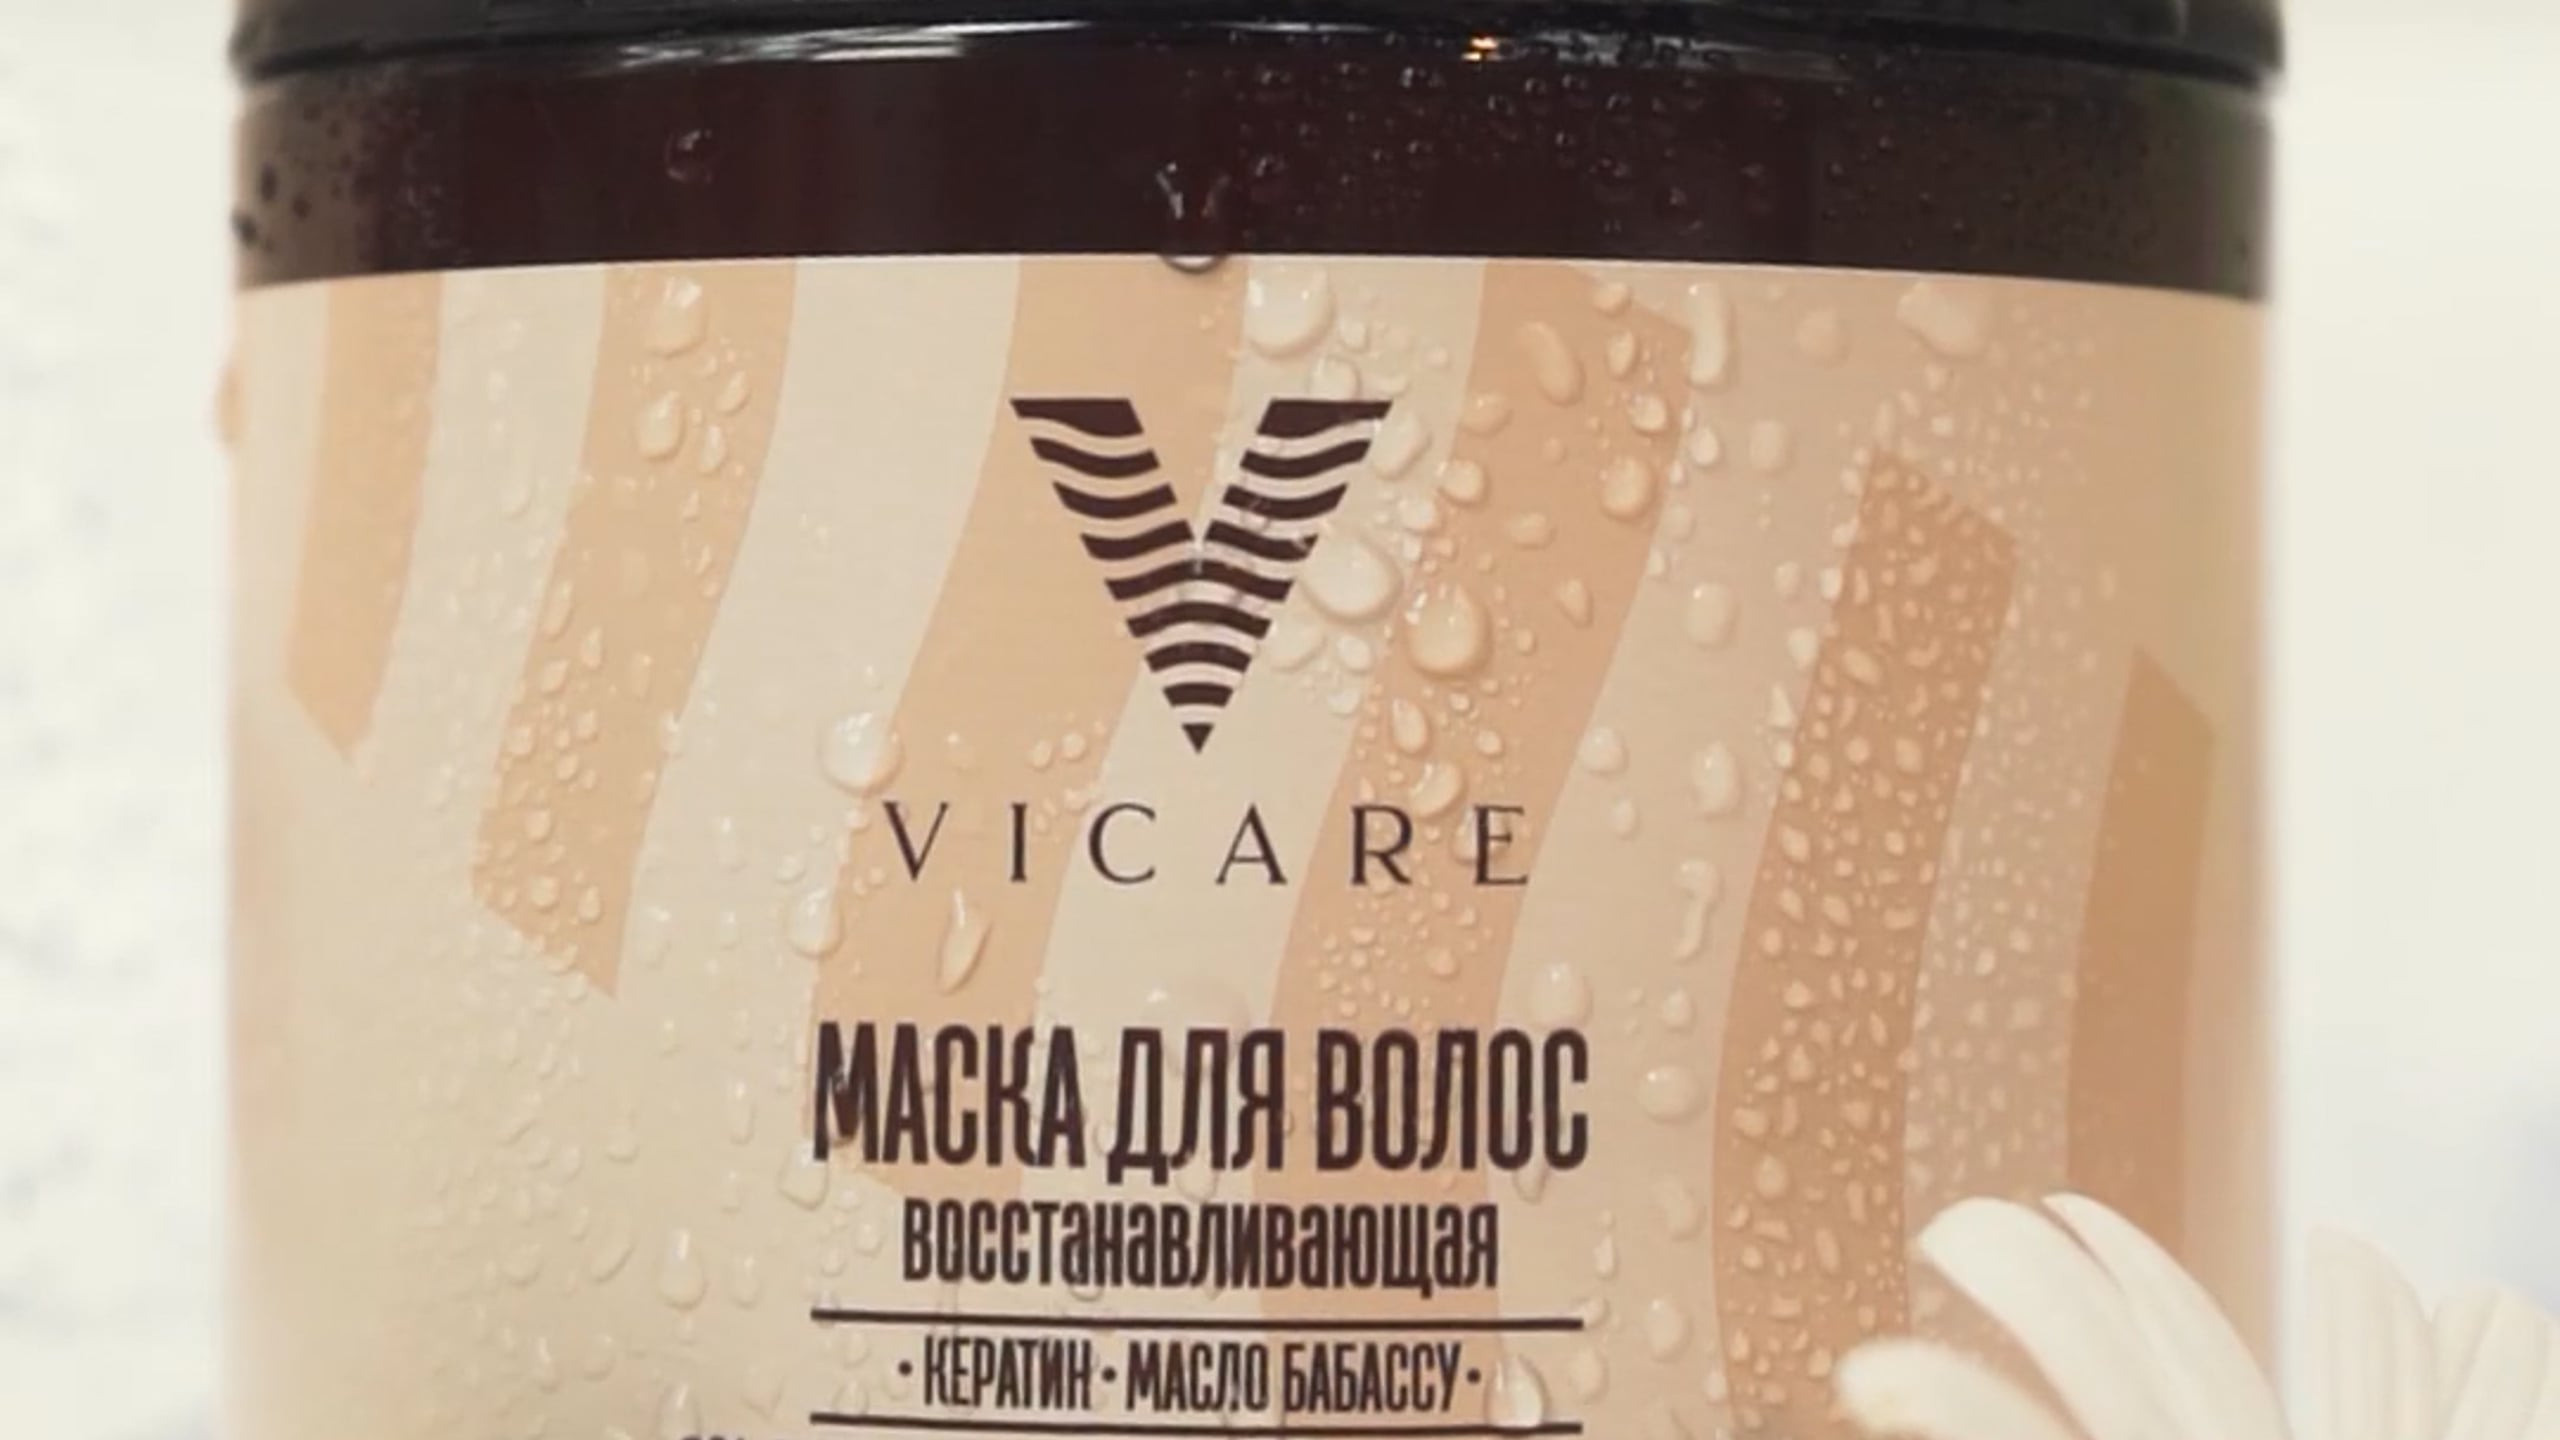 VICARE
МАСКА ДЛЯ ВОЛОС
восстанавливающая
• КЕРАТИН • МАСЛО БАБАССУ •